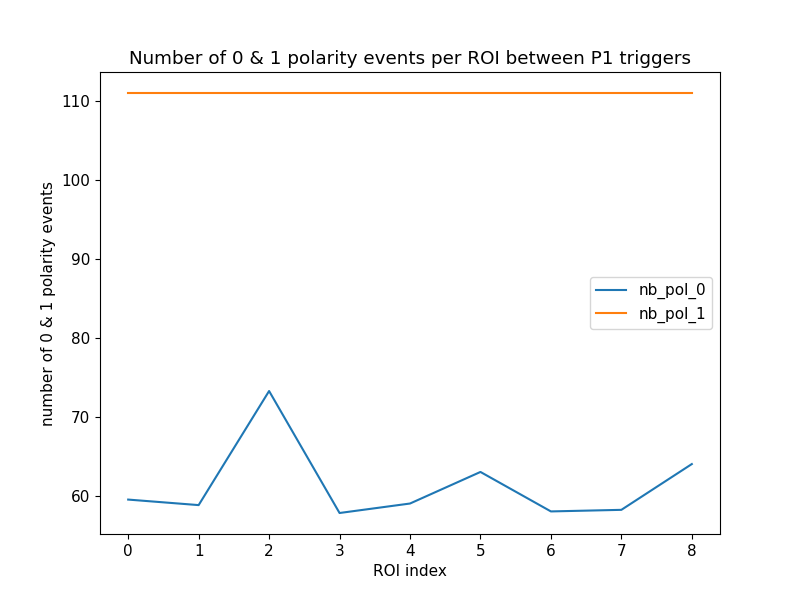 Number of 0 & 1 polarity events per ROI between P1 triggers
110
100
90
80
70
60
number of 0 & 1 polarity events
nb_pol_0
nb_pol_1
0 1 2 3 4 5 6 7 8
ROI index